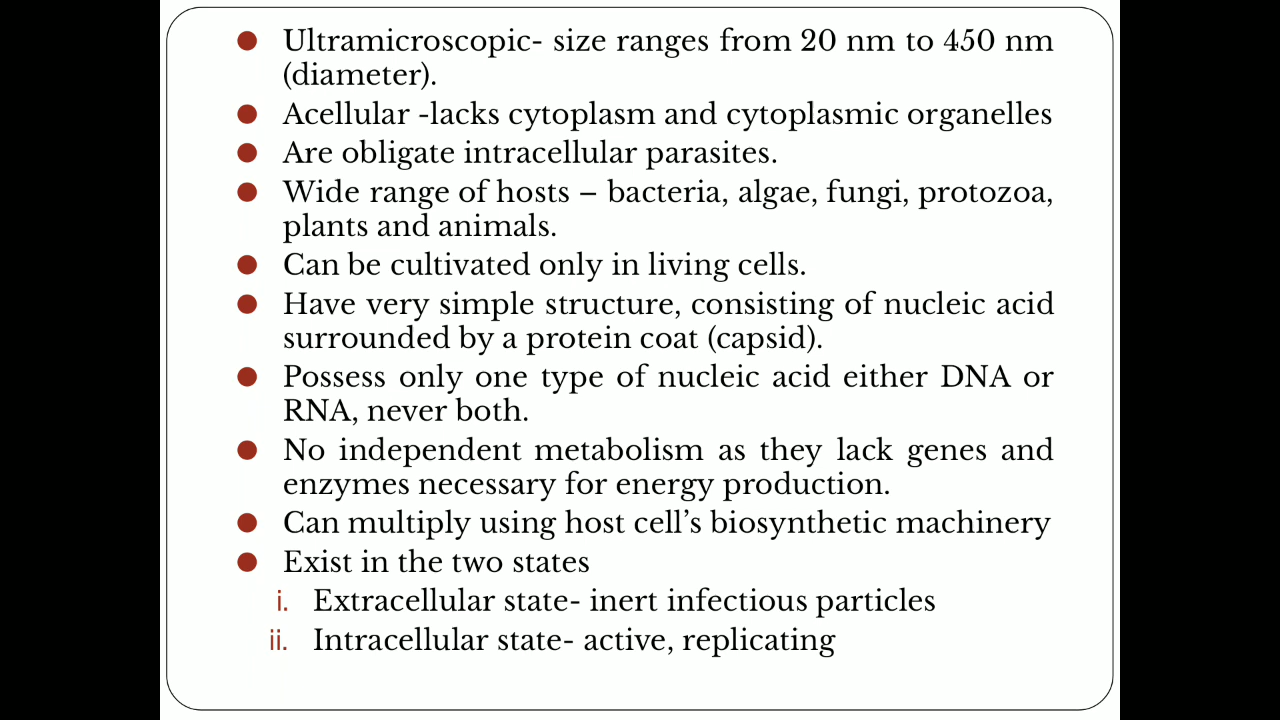 ● Ultramicroscopic- size ranges from 20 nm to 450 nm
(diameter).
● Acellular -lacks cytoplasm and cytoplasmic organelles
● Are obligate intracellular parasites.
● Wide range of hosts – bacteria, algae, fungi, protozoa,
plants and animals.
● Can be cultivated only in living cells.
● Have very simple structure, consisting of nucleic acid
surrounded by a protein coat (capsid).
● Possess only one type of nucleic acid either DNA or
RNA, never both.
● No independent metabolism as they lack genes and
enzymes necessary for energy production.
● Can multiply using host cell’s biosynthetic machinery
● Exist in the two states
i. Extracellular state- inert infectious particles
ii. Intracellular state- active, replicating